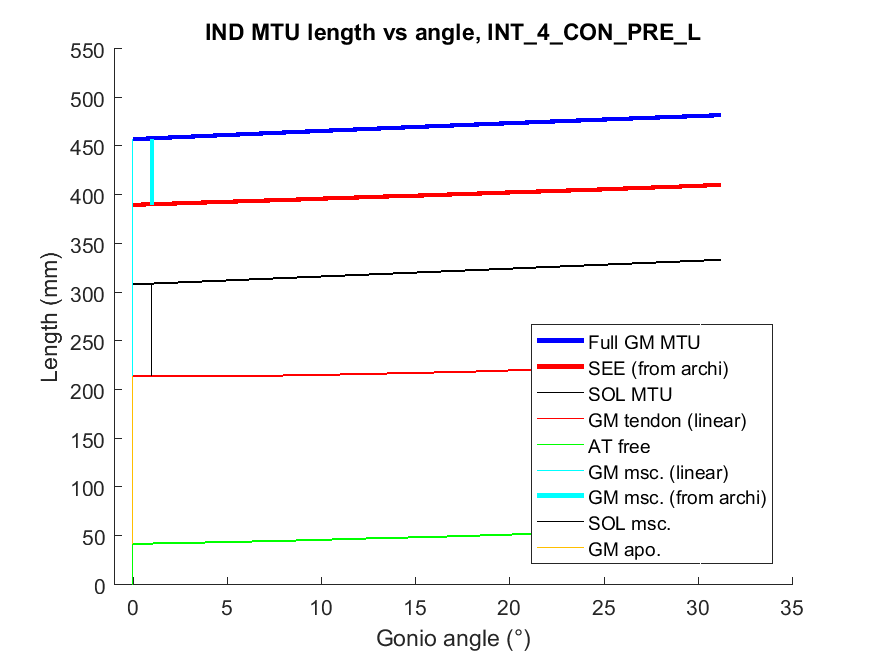 IND MTU length vs angle, INT_4_CON_PRE_L
Length (mm)
550
500
450
400
350
300
250
200
150
100
50
0
Full GM MTU
SEE (from archi)
SOL MTU
GM tendon (linear)
AT free
GM msc. (linear)
GM msc. (from archi)
SOL msc.
GM apo.
0 5 10 15 20 25 30 35
Gonio angle (°)